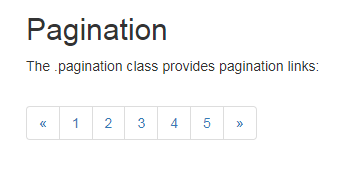 Pagination
The .pagination class provides pagination links:
« 1 2 3 4 5 »